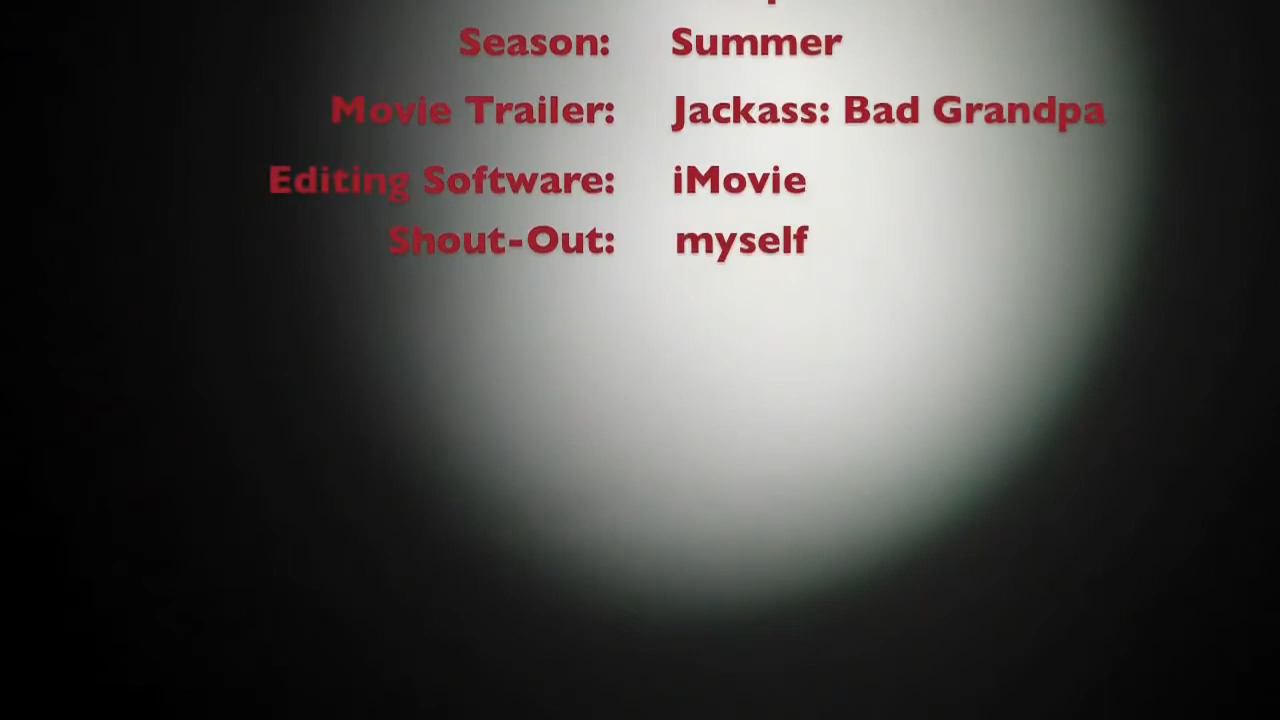 Season: Summer
Movie Trailer: Jackass: Bad Grandpa
Editing Software: iMovie
Shout-Out: myself